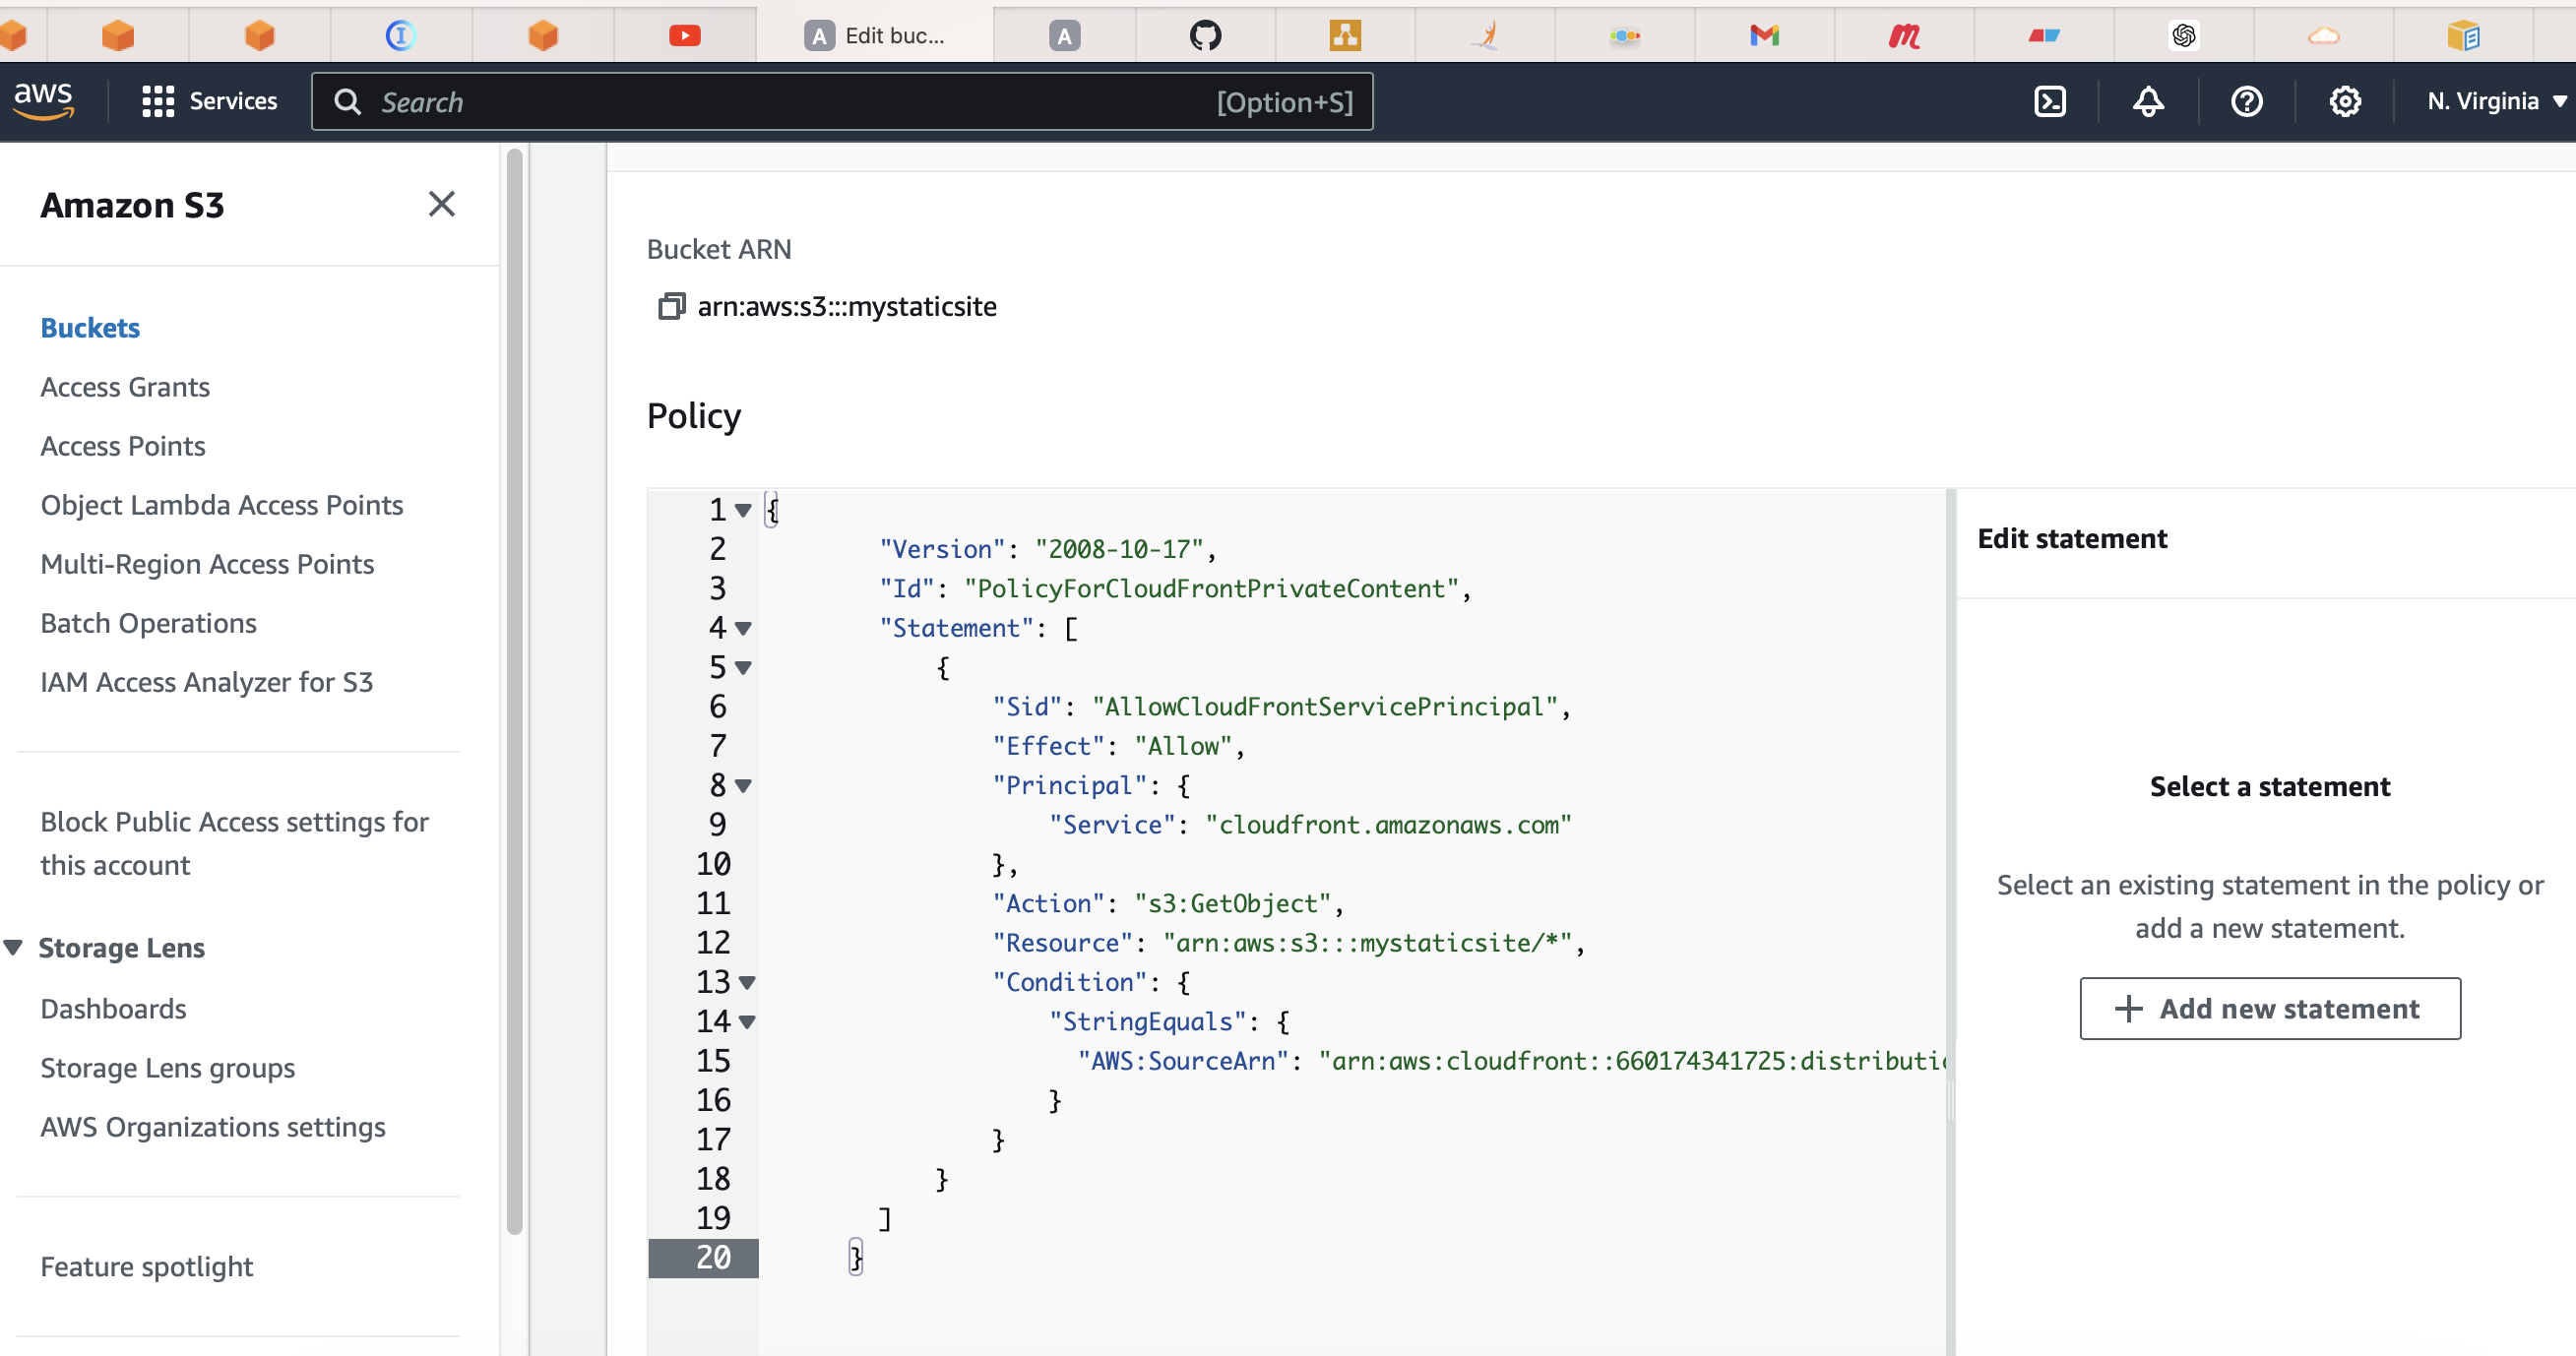 A Edit buc...
A
aws
Services
Search [Option+S]
N. Virginia
Amazon S3
Buckets
Access Grants
Access Points
Object Lambda Access Points
Multi-Region Access Points
Batch Operations
IAM Access Analyzer for S3
Block Public Access settings for
this account
Storage Lens
Dashboards
Storage Lens groups
AWS Organizations settings
Feature spotlight
Bucket ARN
arn:aws:s3:::mystaticsite
Policy
1 {
2 "Version": "2008-10-17",
3 "Id": "PolicyForCloudFrontPrivateContent",
4 "Statement": [
5 {
6 "Sid": "AllowCloudFrontServicePrincipal",
7 "Effect": "Allow",
8 "Principal": {
9 "Service": "cloudfront.amazonaws.com"
10 },
11 "Action": "s3:GetObject",
12 "Resource": "arn:aws:s3:::mystaticsite/*",
13 "Condition": {
14 "StringEquals": {
15 "AWS:SourceArn": "arn:aws:cloudfront::660174341725:distributi
16 }
17 }
18 }
19 ]
20 }
Edit statement
Select a statement
Select an existing statement in the policy or
add a new statement.
+ Add new statement